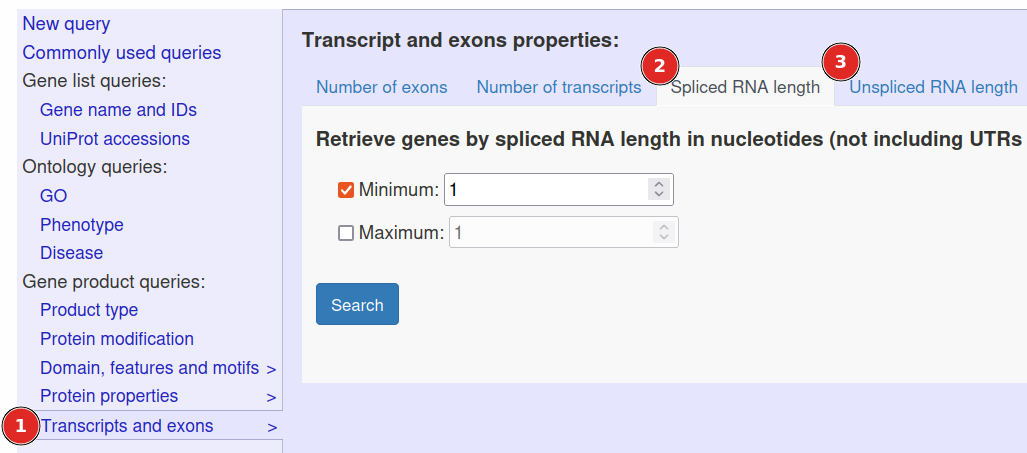 New query
Commonly used queries
Gene list queries:
Gene name and IDs
UniProt accessions
Ontology queries:
GO
Phenotype
Disease
Gene product queries:
Product type
Protein modification
Domain, features and motifs >
Protein properties >
1 Transcripts and exons >
Transcript and exons properties:
Number of exons Number of transcripts 2 Spliced RNA length 3 Unspliced RNA length
Retrieve genes by spliced RNA length in nucleotides (not including UTRs
Minimum: 1
Maximum: 1
Search